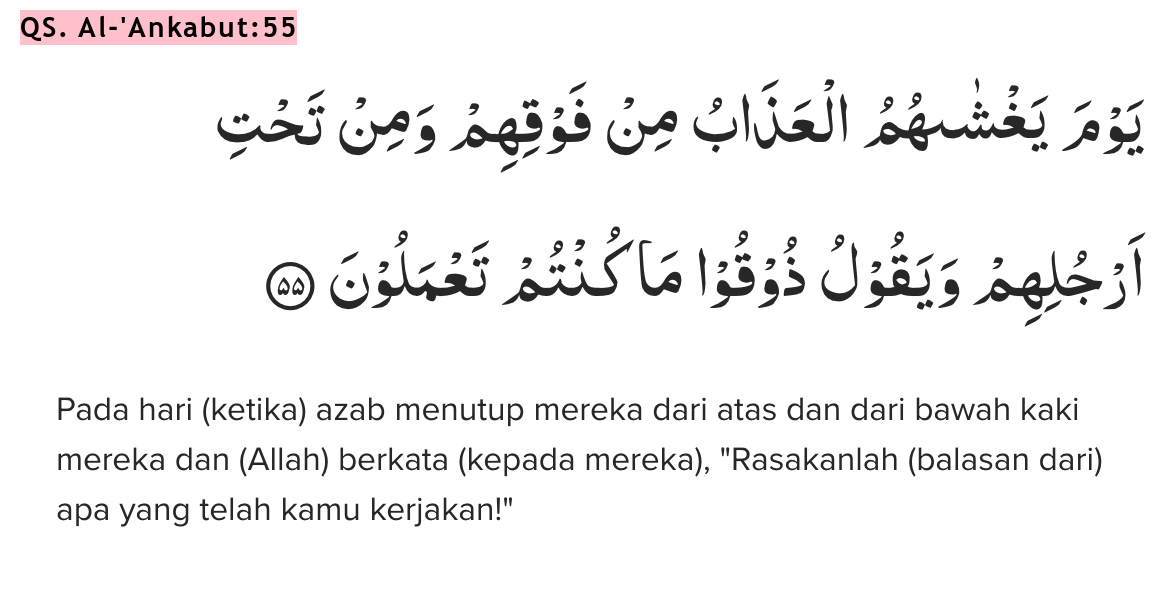 QS. Al-'Ankabut:55
يَوْمَ يَغْشٰىهُمُ الْعَذَابُ مِنْ فَوْقِهِمْ وَمِنْ تَحْتِ
اَرْجُلِهِمْ وَيَقُوْلُ ذُوْقُوْا مَا كُنْتُمْ تَعْمَلُوْنَ ۝٥٥
Pada hari (ketika) azab menutup mereka dari atas dan dari bawah kaki
mereka dan (Allah) berkata (kepada mereka), "Rasakanlah (balasan dari)
apa yang telah kamu kerjakan!"